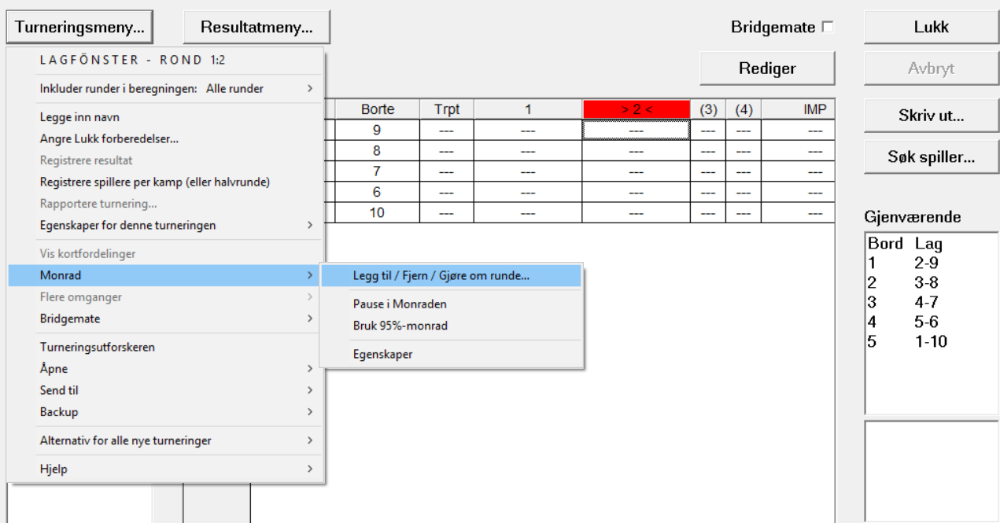 Turneringsmeny... Resultatmeny... Bridgemate Lukk
LAGFÖNSTER - ROND 1:2
Rediger Avbryt
Inkluder runder i beregningen: Alle runder >
Borte Trpt 1 > 2 < (3) (4) IMP
Skriv ut...
Legge inn navn
9 --- --- --- --- --- ---
Angre Lukk forberedelser...
8 --- --- --- --- --- ---
Søk spiller...
Registrere resultat
7 --- --- --- --- --- ---
Registrere spillere per kamp (eller halvrunde)
6 --- --- --- --- --- ---
Rapportere turnering...
10 --- --- --- --- --- ---
Egenskaper for denne turneringen >
Vis kortfordelinger
Monrad >
Flere omganger >
Bridgemate >
Turneringsutforskeren
Åpne >
Send til >
Backup >
Alternativ for alle nye turneringer >
Hjelp >
Legg til / Fjern / Gjøre om runde...
Pause i Monraden
Bruk 95%-monrad
Egenskaper
Gjenværende
Bord Lag
1 2-9
2 3-8
3 4-7
4 5-6
5 1-10